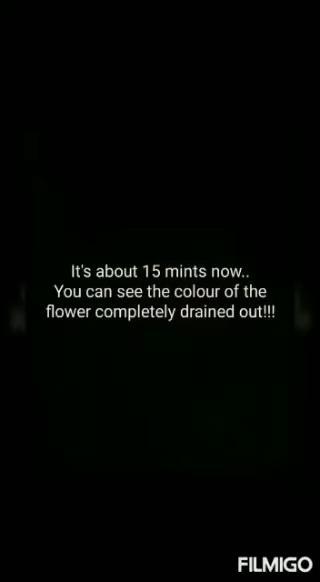 It's about 15 mints now..
You can see the colour of the
flower completely drained out!!!
FILMIGO